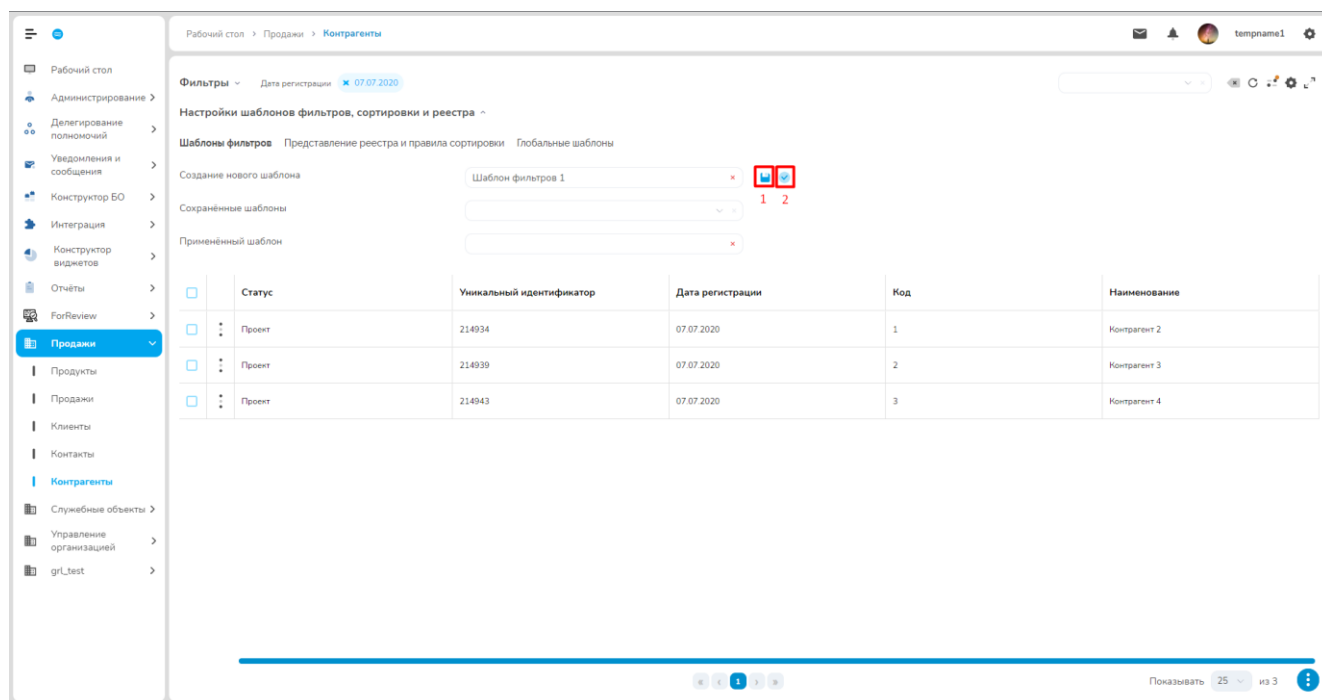 Рабочий стол > Продажи > Контрагенты
tempname1
Рабочий стол
Администрирование
Делегирование
полномочий
Уведомления и
сообщения
Конструктор БО
Интеграция
Конструктор
виджетов
Отчёты
ForReview
Продажи
Продукты
Продажи
Клиенты
Контакты
Контрагенты
Служебные объекты
Управление
организацией
grl_test
Фильтры Дата регистрации × 07.07.2020
Настройки шаблонов фильтров, сортировки и реестра
Шаблоны фильтров Представление реестра и правила сортировки Глобальные шаблоны
Создание нового шаблона Шаблон фильтров 1
1 2
Сохранённые шаблоны
Применённый шаблон
Статус Уникальный идентификатор Дата регистрации Код Наименование
Проект 214934 07.07.2020 1 Контрагент 2
Проект 214939 07.07.2020 2 Контрагент 3
Проект 214943 07.07.2020 3 Контрагент 4
« ‹ 1 › »
Показывать 25 из 3